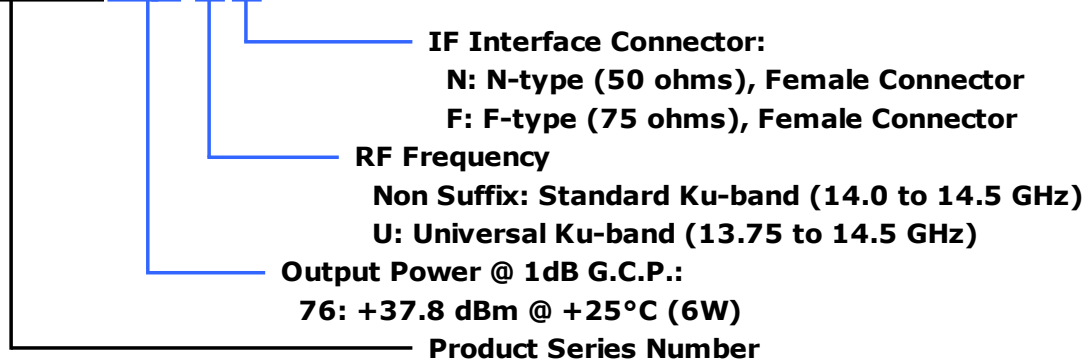 IF Interface Connector:
N: N-type (50 ohms), Female Connector
F: F-type (75 ohms), Female Connector
RF Frequency
Non Suffix: Standard Ku-band (14.0 to 14.5 GHz)
U: Universal Ku-band (13.75 to 14.5 GHz)
Output Power @ 1dB G.C.P.:
76: +37.8 dBm @ +25°C (6W)
Product Series Number